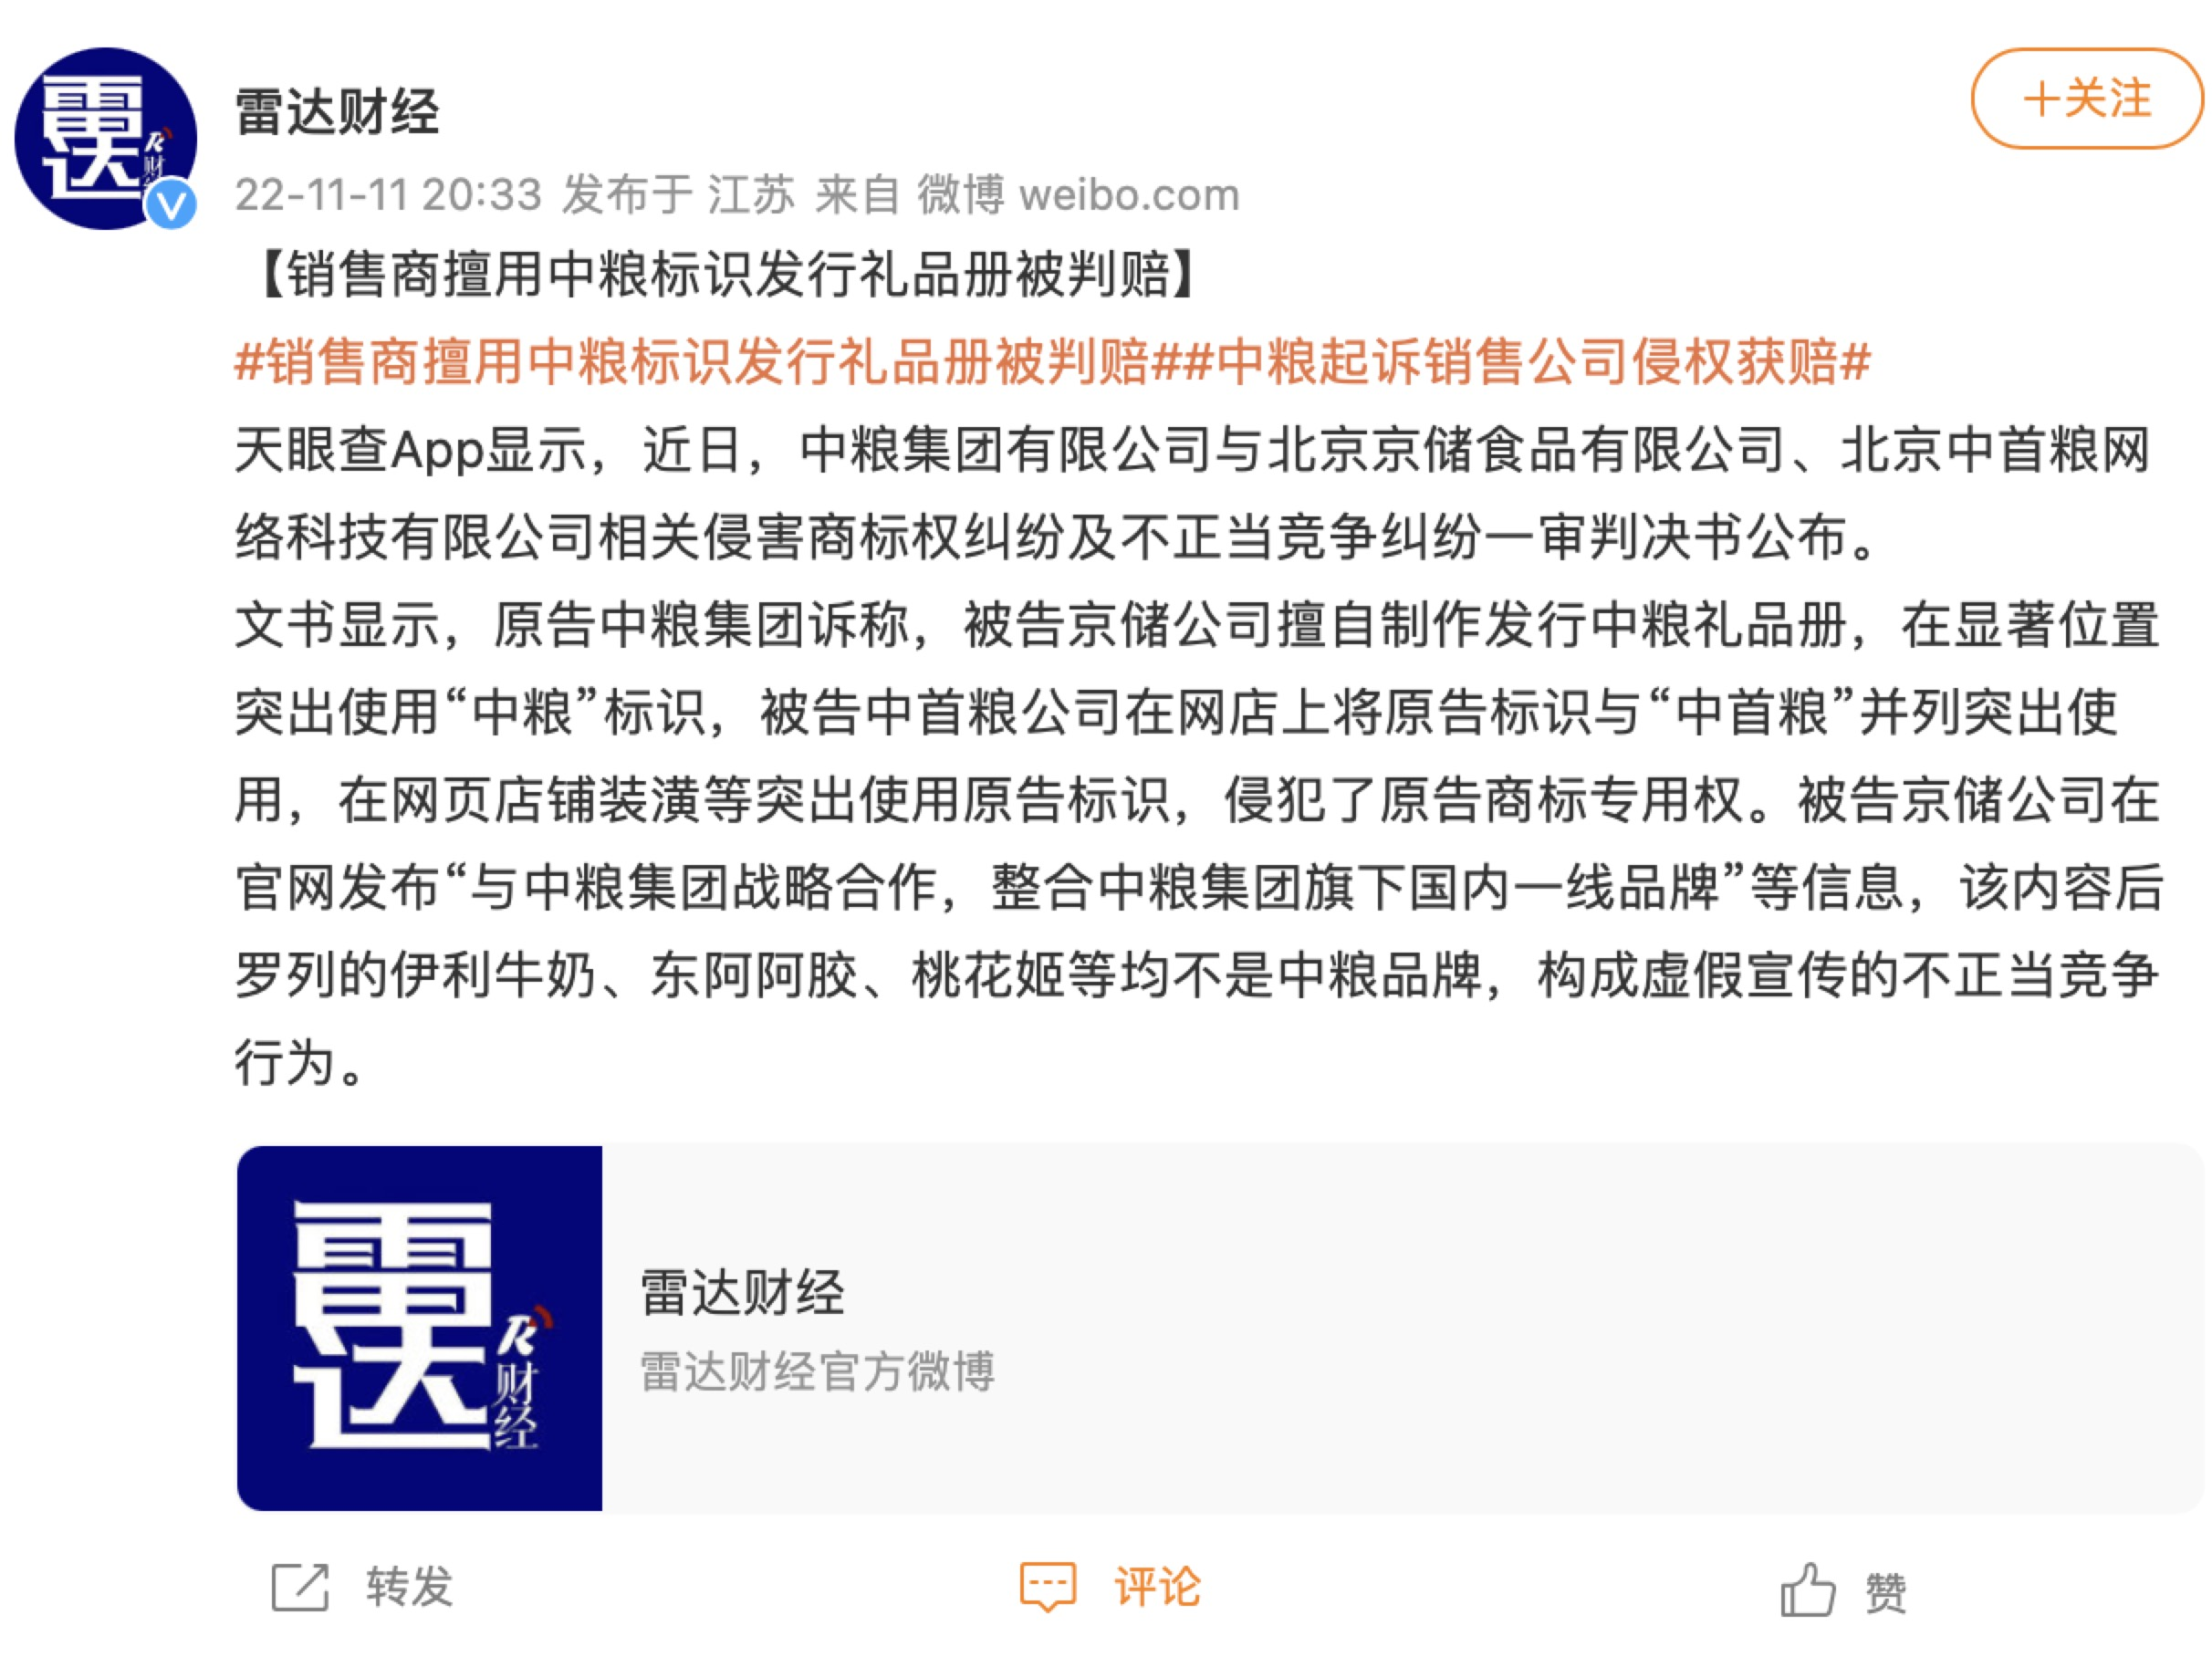 雷达
R
财经
雷达财经
+关注
22-11-11 20:33 发布于 江苏 来自 微博 weibo.com
【销售商擅用中粮标识发行礼品册被判赔】
#销售商擅用中粮标识发行礼品册被判赔##中粮起诉销售公司侵权获赔#
天眼查App显示，近日，中粮集团有限公司与北京京储食品有限公司、北京中首粮网
络科技有限公司相关侵害商标权纠纷及不正当竞争纠纷一审判决书公布。
文书显示，原告中粮集团诉称，被告京储公司擅自制作发行中粮礼品册，在显著位置
突出使用“中粮”标识，被告中首粮公司在网店上将原告标识与“中首粮”并列突出使
用，在网页店铺装潢等突出使用原告标识，侵犯了原告商标专用权。被告京储公司在
官网发布“与中粮集团战略合作，整合中粮集团旗下国内一线品牌”等信息，该内容后
罗列的伊利牛奶、东阿阿胶、桃花姬等均不是中粮品牌，构成虚假宣传的不正当竞争
行为。
雷达
R
财经
雷达财经
雷达财经官方微博
转发
评论
赞